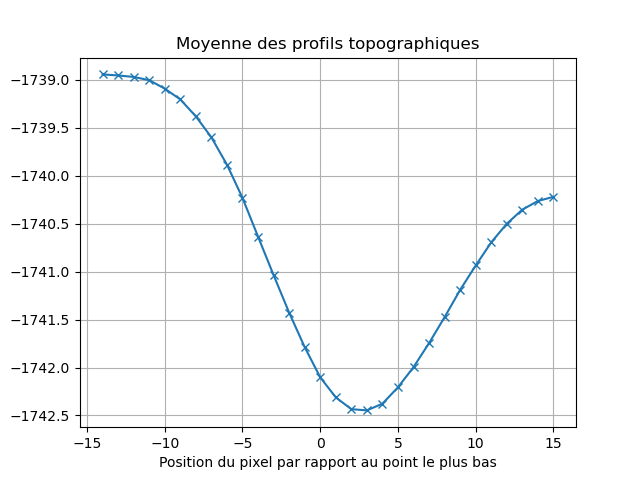 Moyenne des profils topographiques
−1739.0
−1739.5
−1740.0
−1740.5
−1741.0
−1741.5
−1742.0
−1742.5
−15 −10 −5 0 5 10 15
Position du pixel par rapport au point le plus bas